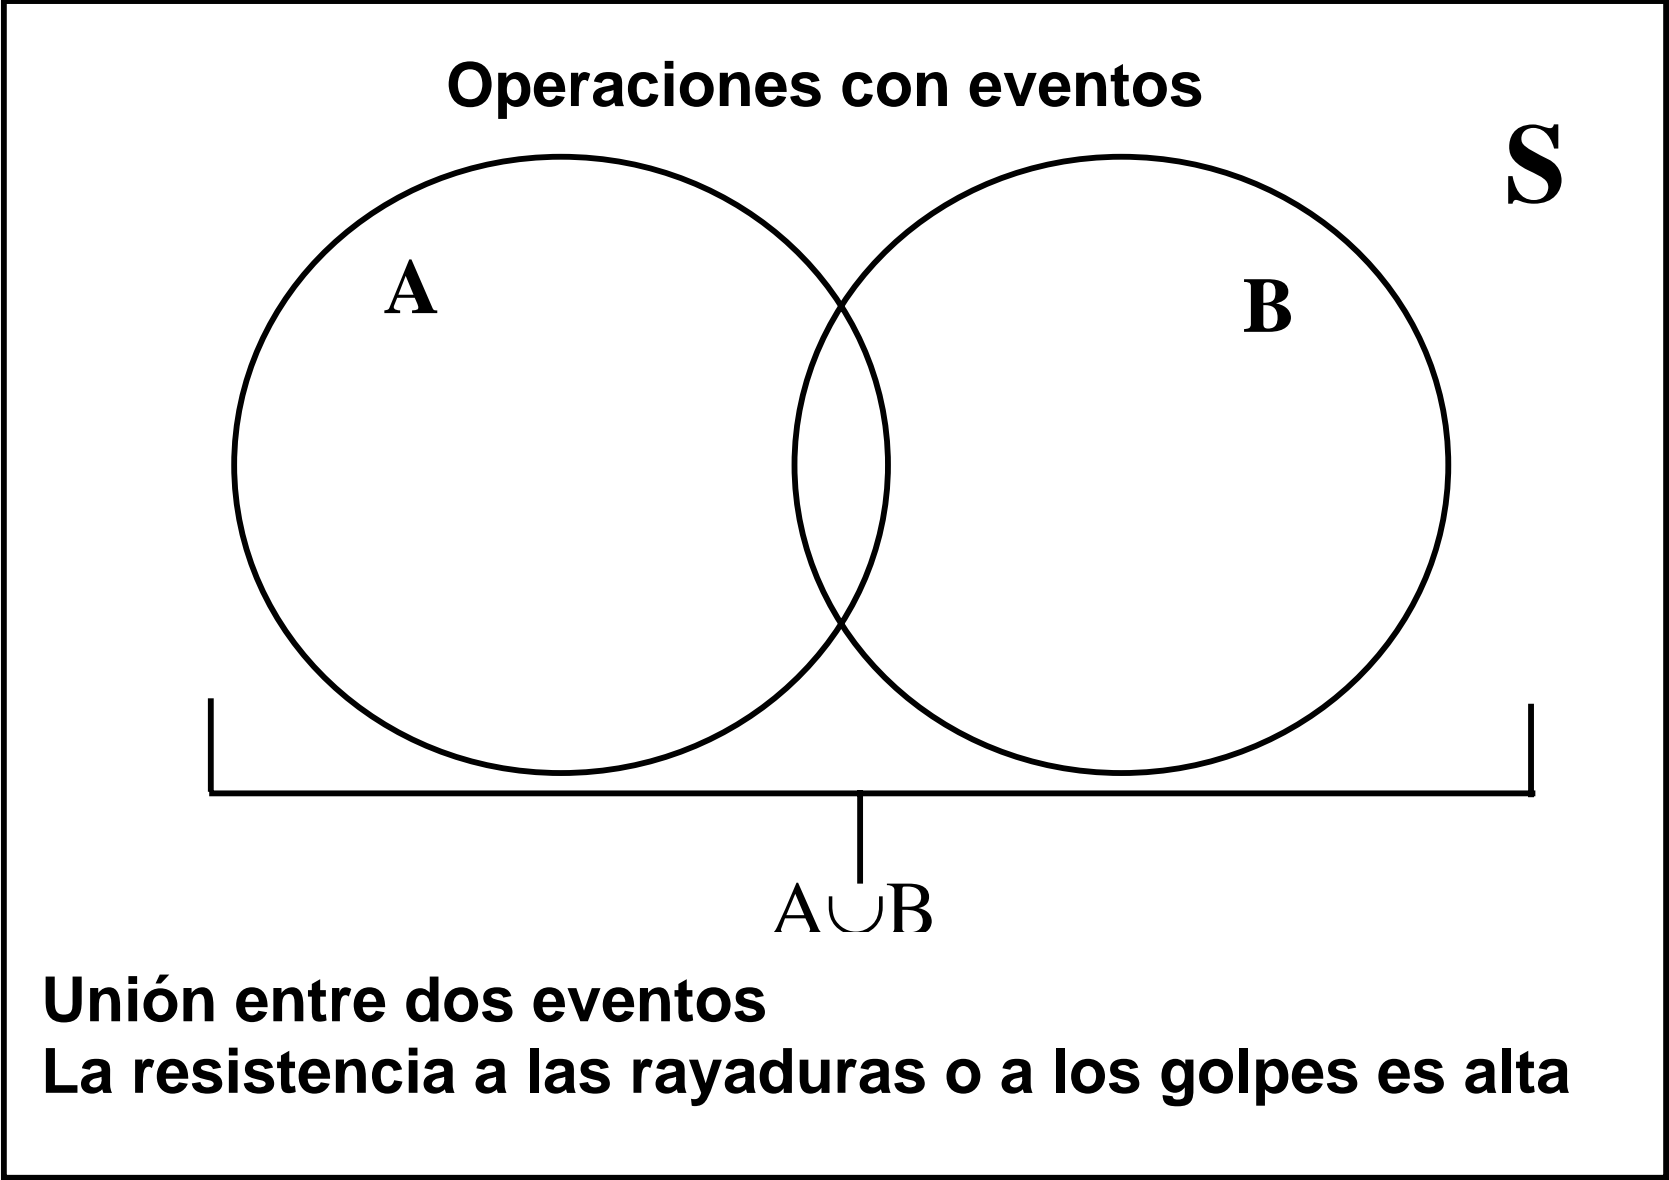 Operaciones con eventos
S
A
B
A∪B
Unión entre dos eventos
La resistencia a las rayaduras o a los golpes es alta